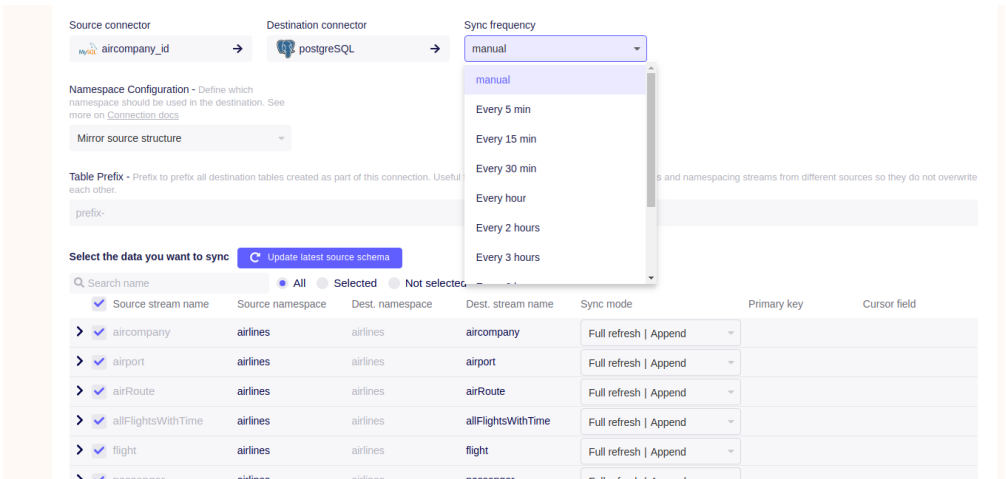 Source connector
Destination connector
Sync frequency
MySQL aircompany_id
postgreSQL
manual
manual
Every 5 min
Every 15 min
Every 30 min
Every hour
Every 2 hours
Every 3 hours
Namespace Configuration - Define which
namespace should be used in the destination. See
more on Connection docs
Mirror source structure
Table Prefix - Prefix to prefix all destination tables created as part of this connection. Useful
s and namespacing streams from different sources so they do not overwrite
each other.
prefix-
Select the data you want to sync
Update latest source schema
Search name
All
Selected
Not selected
Source stream name Source namespace Dest. namespace Dest. stream name Sync mode Primary key Cursor field
aircompany airlines airlines aircompany Full refresh | Append
airport airlines airlines airport Full refresh | Append
airRoute airlines airlines airRoute Full refresh | Append
allFlightsWithTime airlines airlines allFlightsWithTime Full refresh | Append
flight airlines airlines flight Full refresh | Append